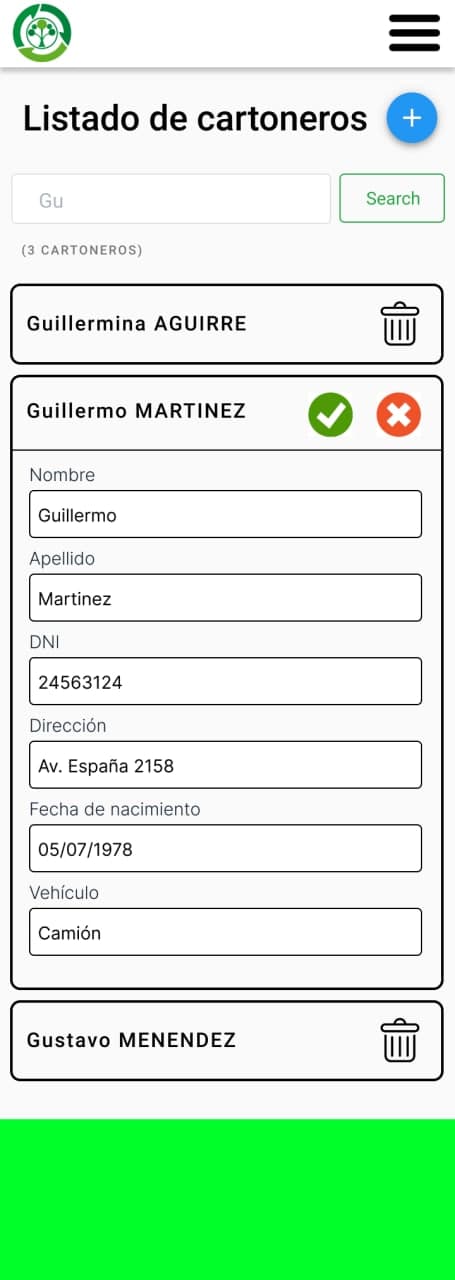 Listado de cartoneros
+
Gu
Search
(3 CARTONEROS)
Guillermina AGUIRRE
Guillermo MARTINEZ
Nombre
Guillermo
Apellido
Martinez
DNI
24563124
Dirección
Av. España 2158
Fecha de nacimiento
05/07/1978
Vehículo
Camión
Gustavo MENENDEZ